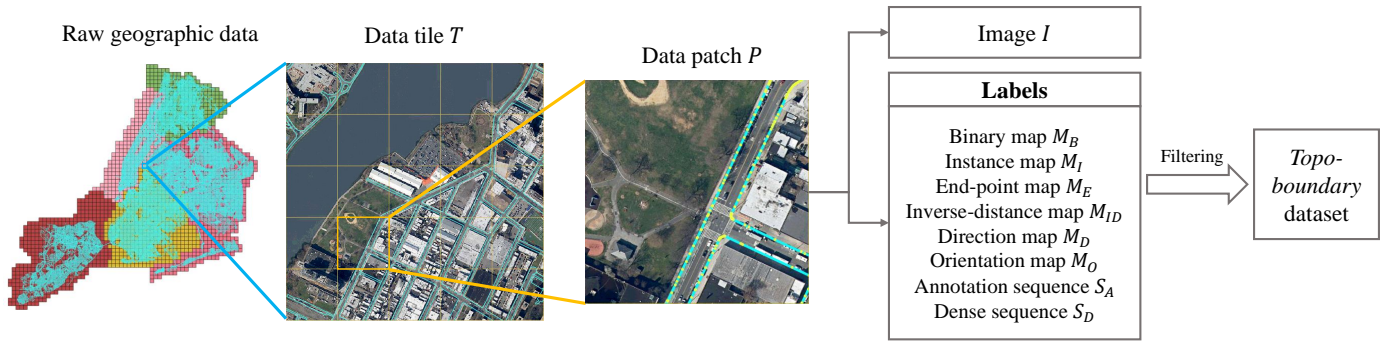 Raw geographic data
Data tile T
Data patch P
Image I
Labels
Binary map M_B
Instance map M_I
End-point map M_E
Inverse-distance map M_ID
Direction map M_D
Orientation map M_O
Annotation sequence S_A
Dense sequence S_D
Filtering
Topo-
boundary
dataset